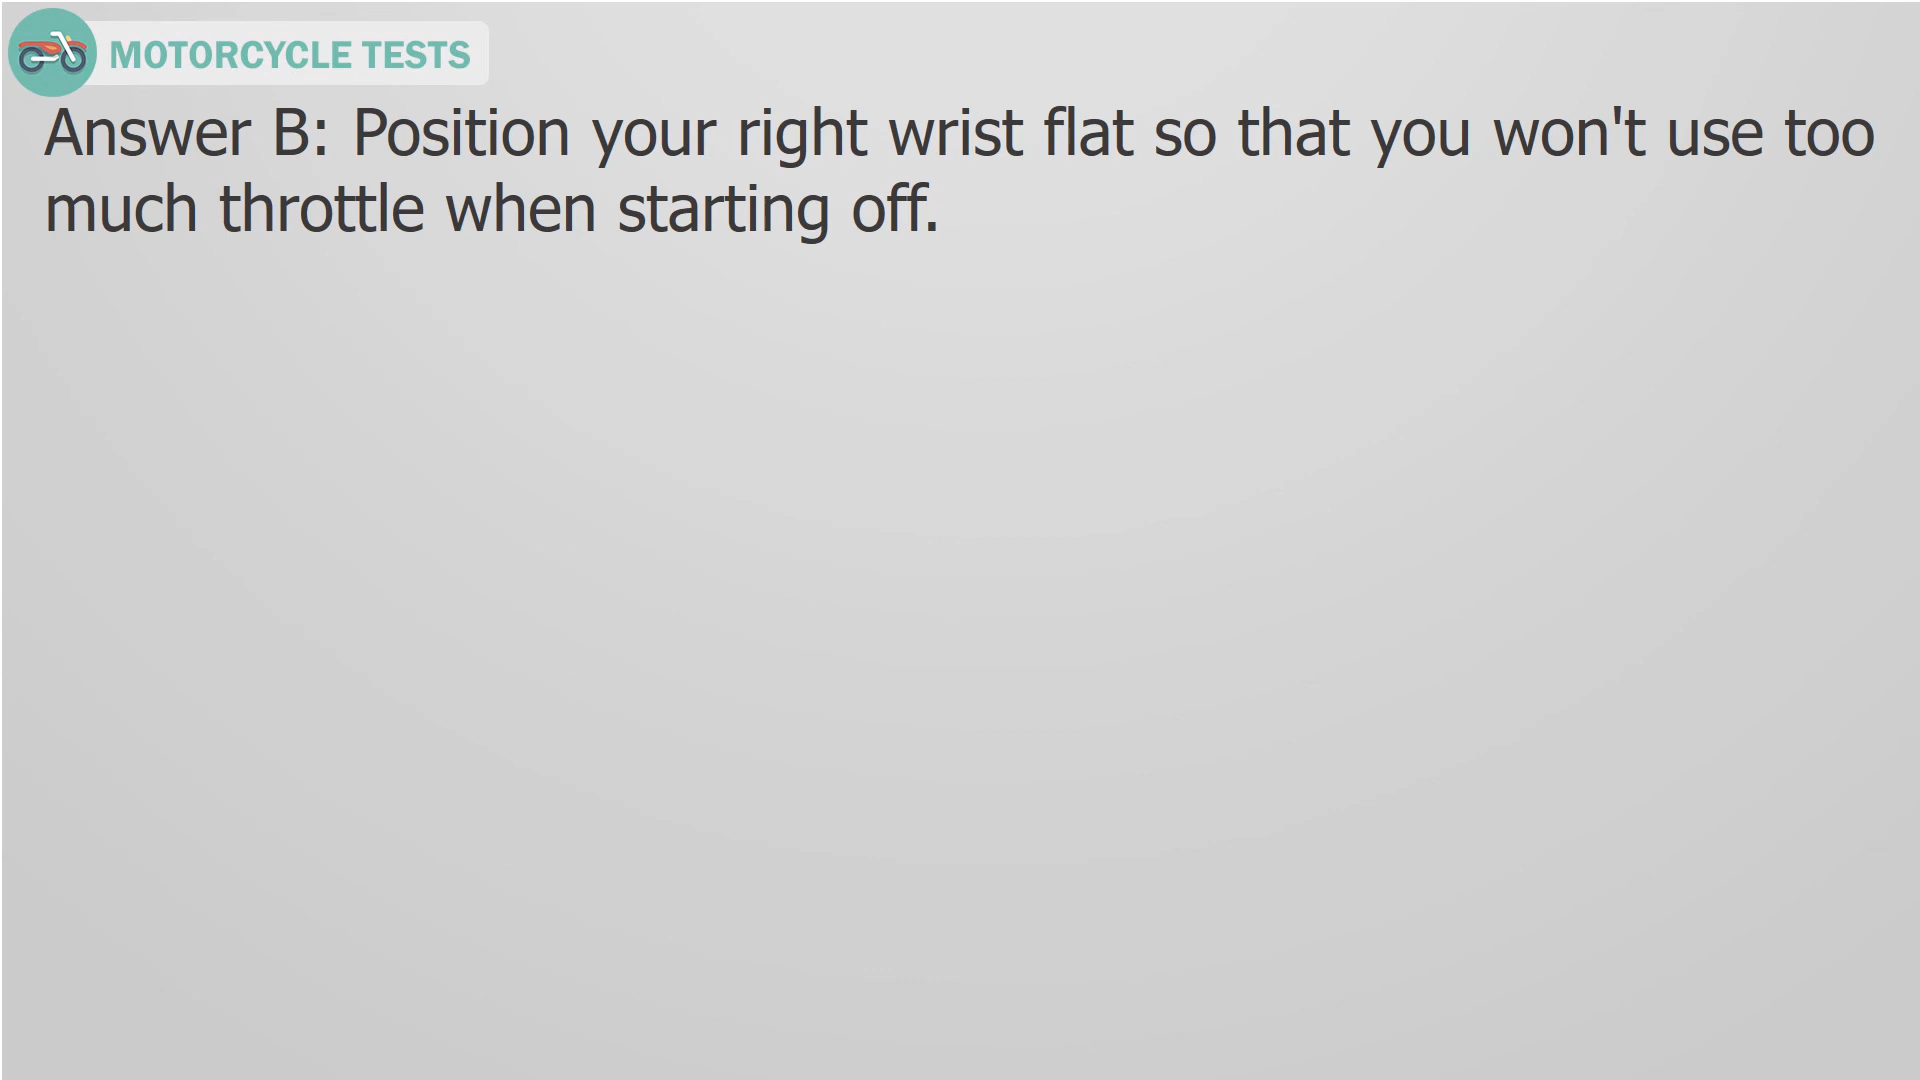 MOTORCYCLE TESTS
Answer B: Position your right wrist flat so that you won't use too
much throttle when starting off.